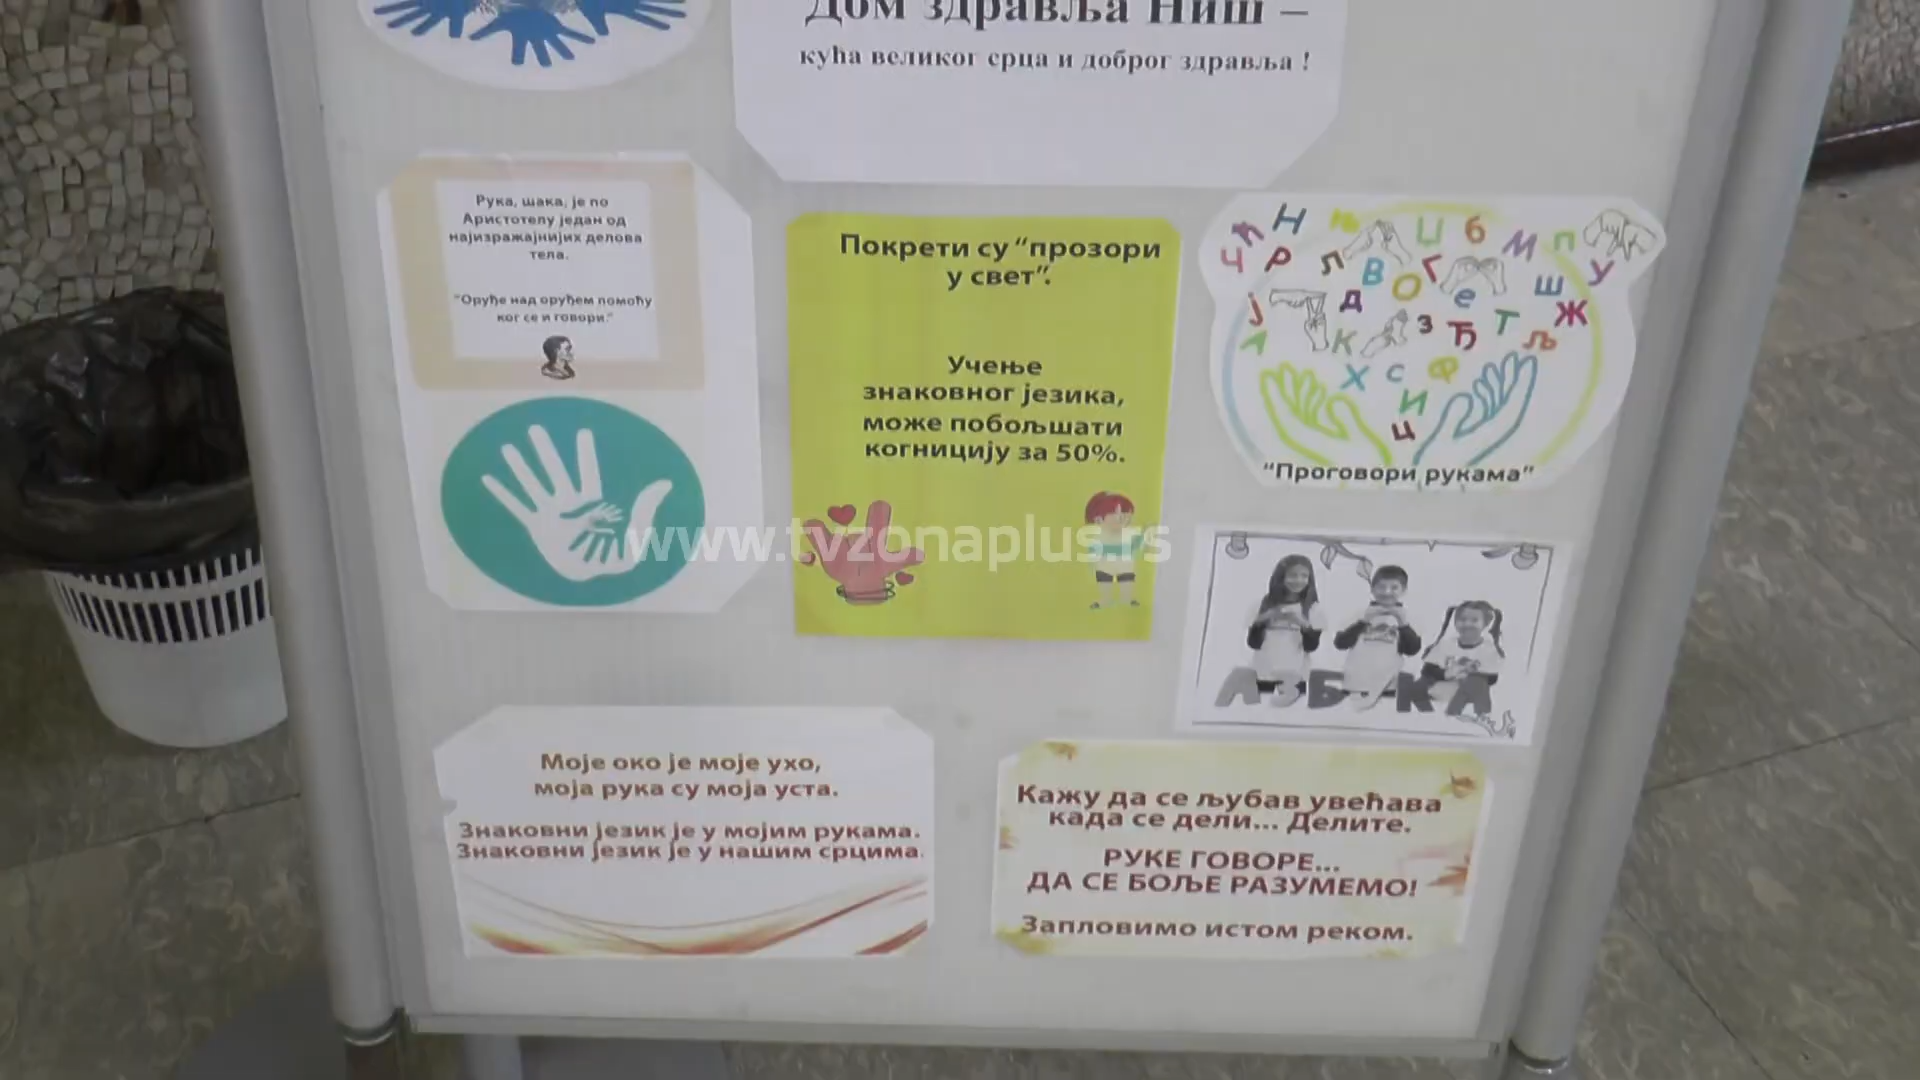 Дом здравља Ниш –
кућа великог срца и доброг здравља !
Рука, шака, је по
Аристотелу један од
најизражајнијих делова
тела.
"Оруђе над оруђем помоћу
ког се и говори."
Покрети су "прозори
у свет".
Учење
знаковног језика,
може побољшати
когницију за 50%.
Ћ Н Њ Џ б М П
Ч Р Л В О Г е Ш У
Ј Д З Ђ Т Љ Ж
А К Х С Ф И Ц
"Проговори рукама"
www.tvzonaplus.rs
АЗБУКА
Моје око је моје ухо,
моја рука су моја уста.
Знаковни језик је у мојим рукама.
Знаковни језик је у нашим срцима.
Кажу да се љубав увећава
када се дели... Делите.
РУКЕ ГОВОРЕ...
ДА СЕ БОЉЕ РАЗУМЕМО!
Запловимо истом реком.